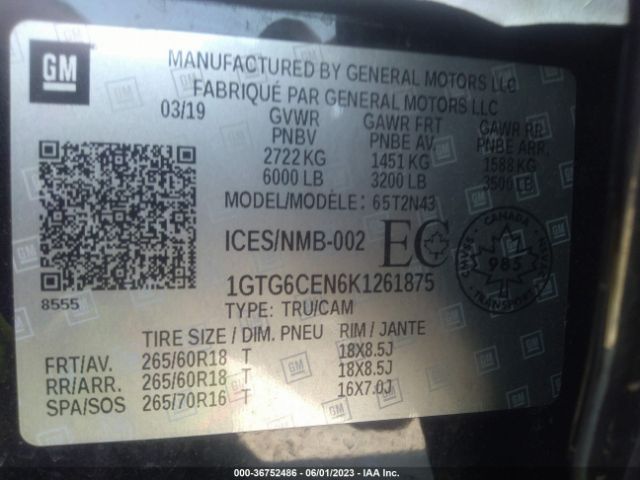 GM
MANUFACTURED BY GENERAL MOTORS LLC
FABRIQUÉ PAR GENERAL MOTORS LLC
03/19 GVWR GAWR FRT GAWR RR
PNBV PNBE AV. PNBE ARR.
2722 KG 1451 KG 1588 KG
6000 LB 3200 LB 3500 LB
MODEL/MODÈLE: 65T2N43
ICES/NMB-002 EC
CANADA
985
TRANSPORT
1GTG6CEN6K1261875
8555
TYPE: TRU/CAM
TIRE SIZE / DIM. PNEU RIM / JANTE
FRT/AV. 265/60R18 T 18X8.5J
RR/ARR. 265/60R18 T 18X8.5J
SPA/SOS 265/70R16 T 16X7.0J
000-36752486 - 06/01/2023 - IAA Inc.